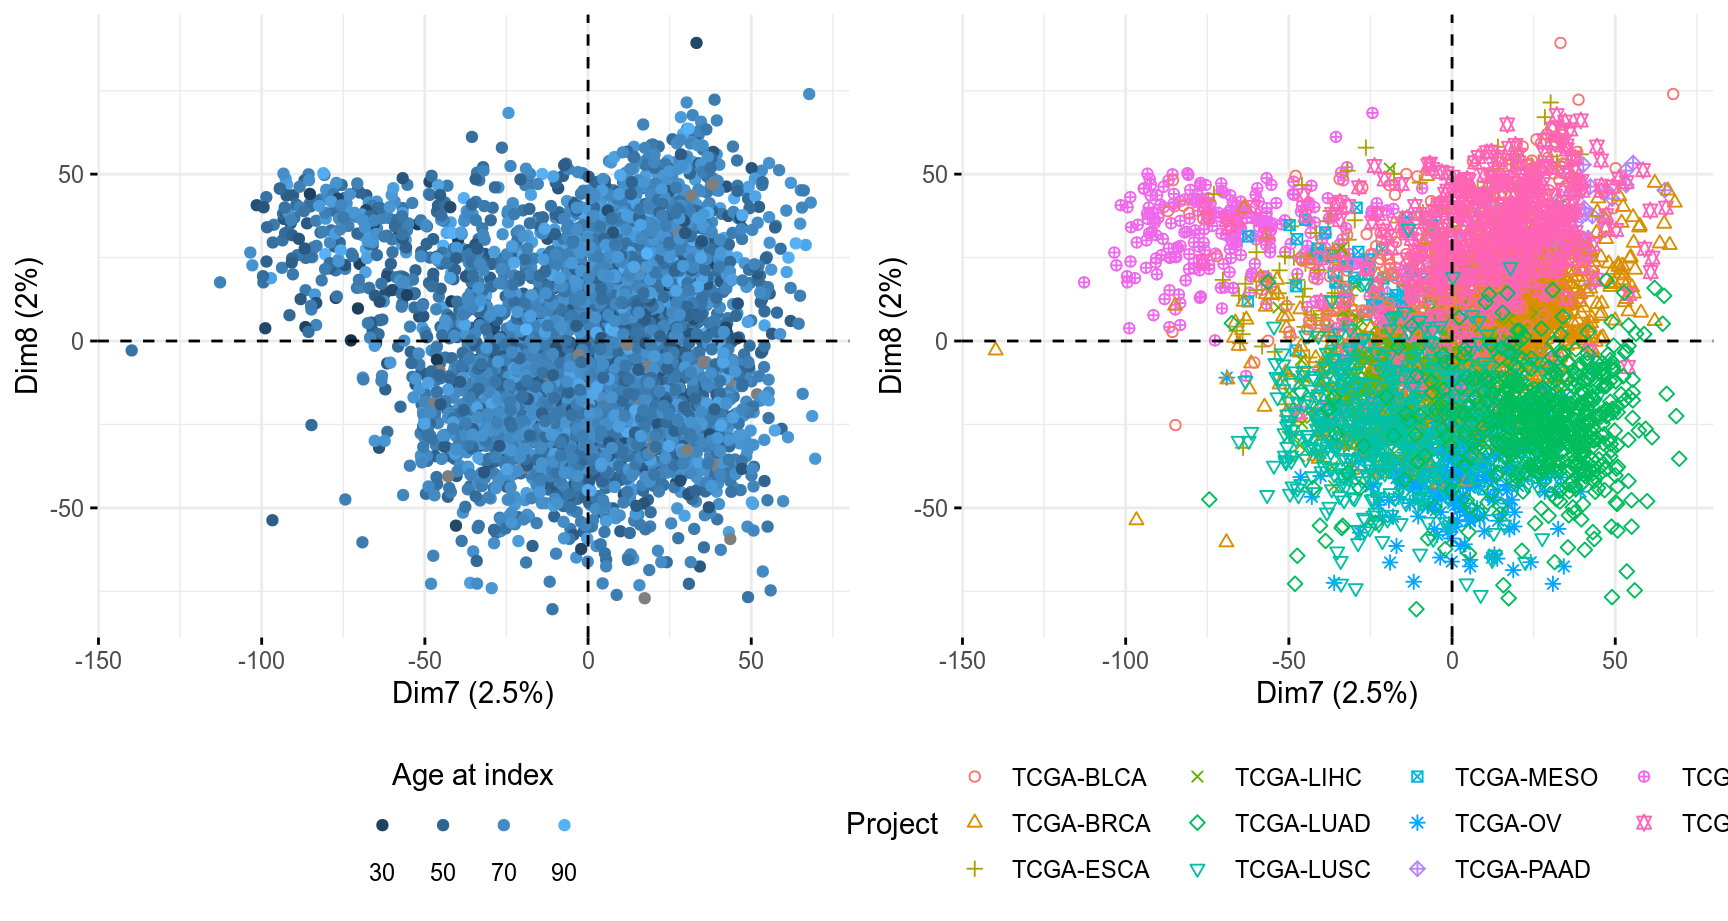 50
0
-50
-150 -100 -50 0 50
Dim7 (2.5%)
Dim8 (2%)
Age at index
30 50 70 90
50
0
-50
-150 -100 -50 0 50
Dim7 (2.5%)
Dim8 (2%)
Project
TCGA-BLCA TCGA-LIHC TCGA-MESO TCG
TCGA-BRCA TCGA-LUAD TCGA-OV TCG
TCGA-ESCA TCGA-LUSC TCGA-PAAD